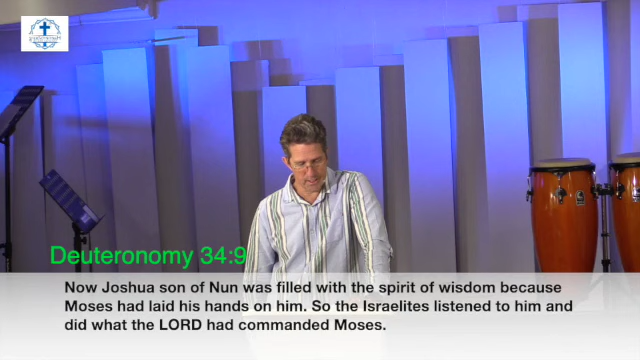 Deuteronomy 34:9
Now Joshua son of Nun was filled with the spirit of wisdom because
Moses had laid his hands on him. So the Israelites listened to him and
did what the LORD had commanded Moses.